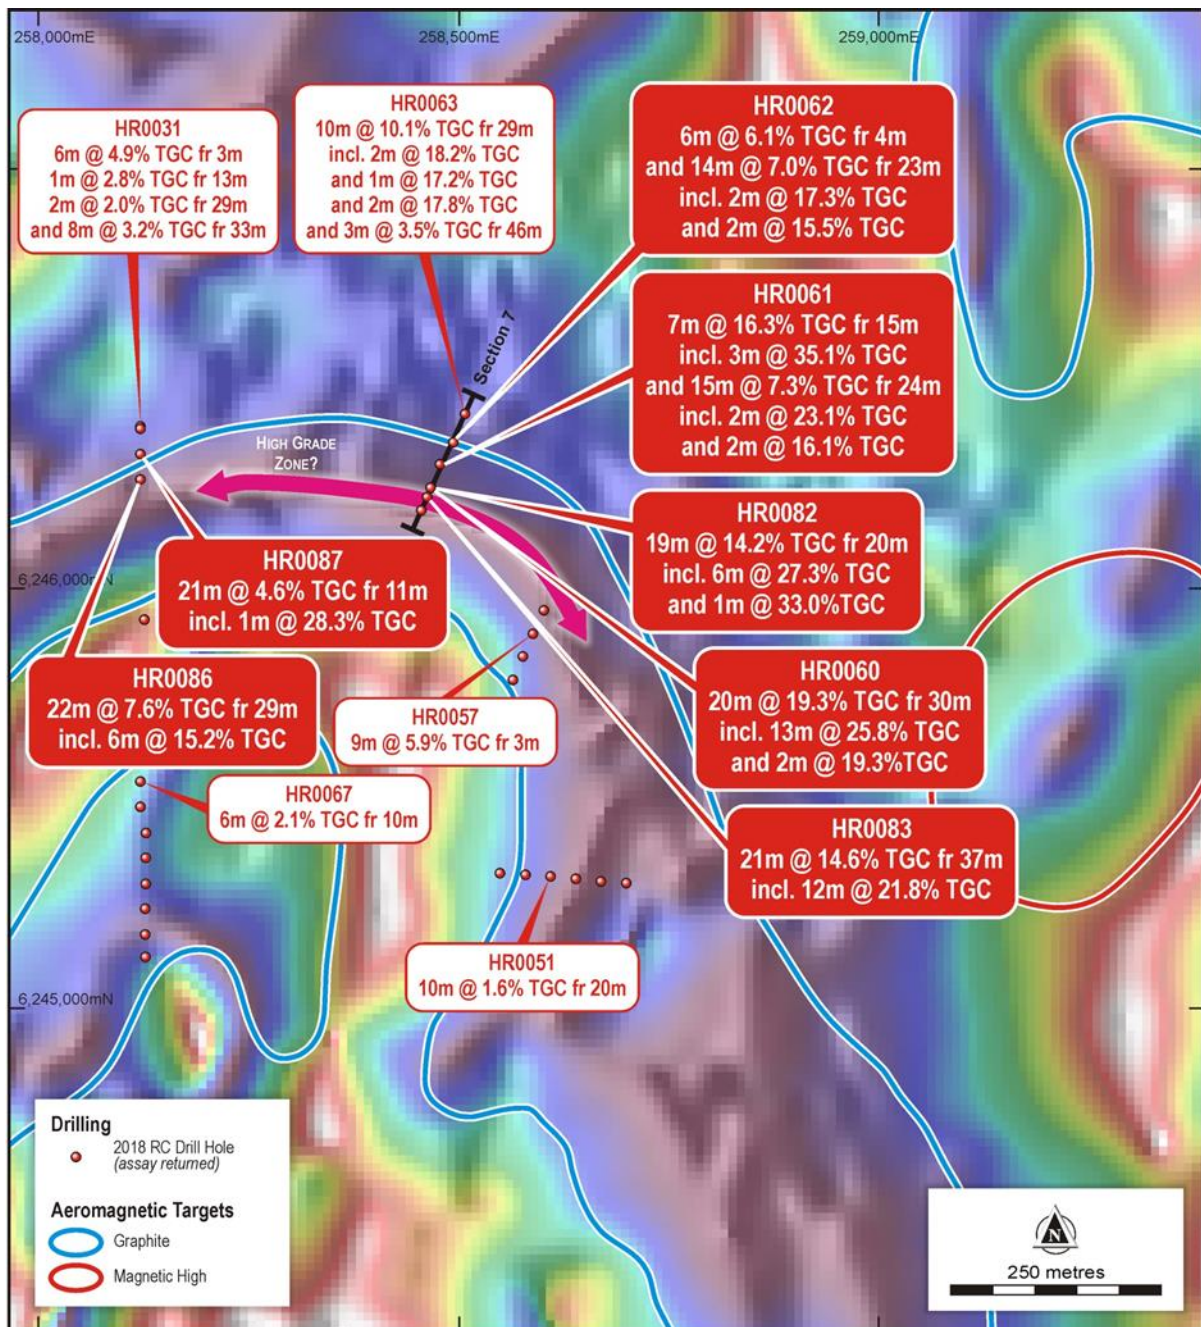 258,000mE
258,500mE
259,000mE
HR0031
6m @ 4.9% TGC fr 3m
1m @ 2.8% TGC fr 13m
2m @ 2.0% TGC fr 29m
and 8m @ 3.2% TGC fr 33m
HR0063
10m @ 10.1% TGC fr 29m
incl. 2m @ 18.2% TGC
and 1m @ 17.2% TGC
and 2m @ 17.8% TGC
and 3m @ 3.5% TGC fr 46m
HR0062
6m @ 6.1% TGC fr 4m
and 14m @ 7.0% TGC fr 23m
incl. 2m @ 17.3% TGC
and 2m @ 15.5% TGC
HR0061
7m @ 16.3% TGC fr 15m
incl. 3m @ 35.1% TGC
and 15m @ 7.3% TGC fr 24m
incl. 2m @ 23.1% TGC
and 2m @ 16.1% TGC
Section 7
HIGH GRADE
ZONE?
HR0082
19m @ 14.2% TGC fr 20m
incl. 6m @ 27.3% TGC
and 1m @ 33.0%TGC
6,246,000mN
HR0087
21m @ 4.6% TGC fr 11m
incl. 1m @ 28.3% TGC
HR0086
22m @ 7.6% TGC fr 29m
incl. 6m @ 15.2% TGC
HR0060
20m @ 19.3% TGC fr 30m
incl. 13m @ 25.8% TGC
and 2m @ 19.3%TGC
HR0057
9m @ 5.9% TGC fr 3m
HR0067
6m @ 2.1% TGC fr 10m
HR0083
21m @ 14.6% TGC fr 37m
incl. 12m @ 21.8% TGC
HR0051
10m @ 1.6% TGC fr 20m
6,245,000mN
Drilling
2018 RC Drill Hole
(assay returned)
Aeromagnetic Targets
Graphite
Magnetic High
N
250 metres